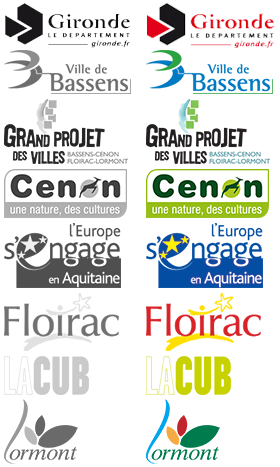 Gironde
LE DEPARTEMENT
gironde.fr
Gironde
LE DEPARTEMENT
gironde.fr
Ville de
Bassens
Ville de
Bassens
GRAND PROJET
DES VILLES
BASSENS-CENON
FLOIRAC-LORMONT
GRAND PROJET
DES VILLES
BASSENS-CENON
FLOIRAC-LORMONT
Cenon
une nature, des cultures
Cenon
une nature, des cultures
l'Europe
s'engage
en Aquitaine
l'Europe
s'engage
en Aquitaine
Floirac
Floirac
LACUB
LACUB
Lormont
Lormont